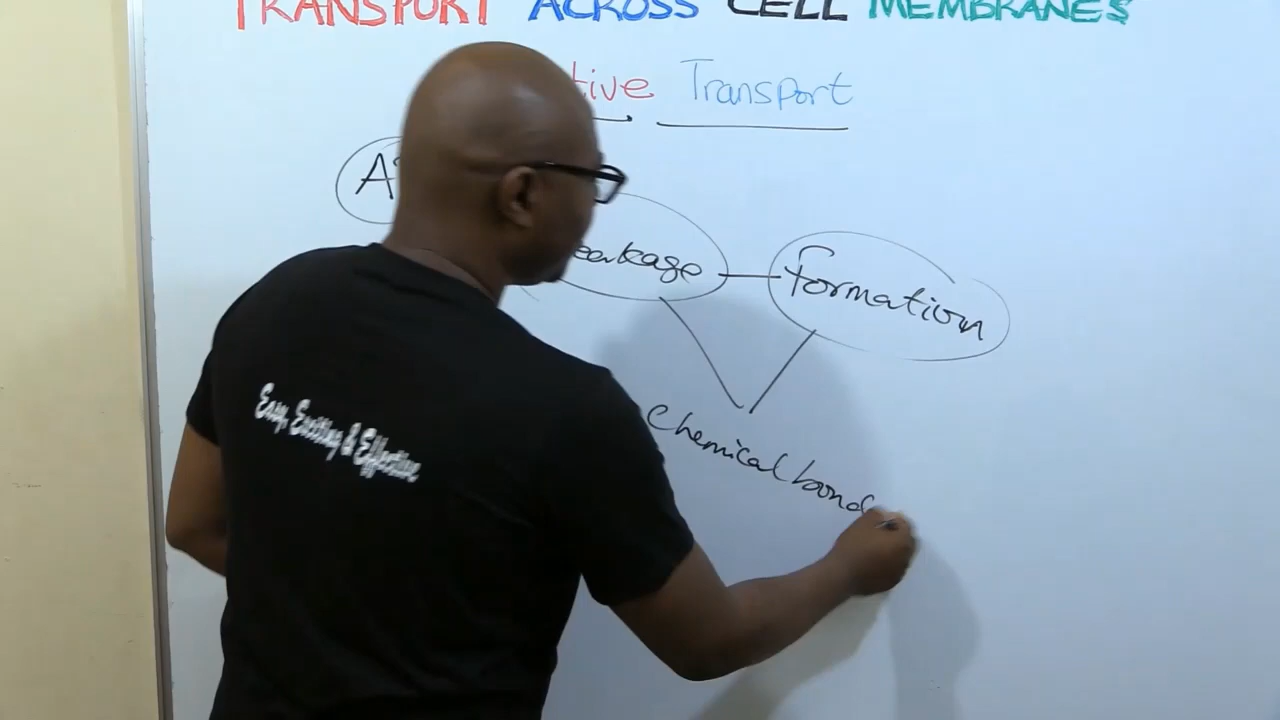 TRANSPORT ACROSS CELL MEMBRANES
tive Transport
A
eakage formation
Chemical bond
Easy, Exciting & Effective